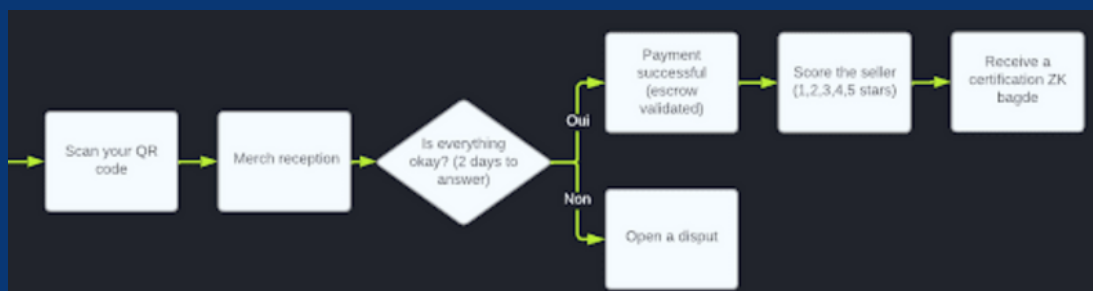 Scan your QR
code
Merch reception
Is everything
okay? (2 days to
answer)
Oui
Payment
successful
(escrow
validated)
Score the seller
(1,2,3,4,5 stars)
Receive a
certification ZK
bagde
Non
Open a disput